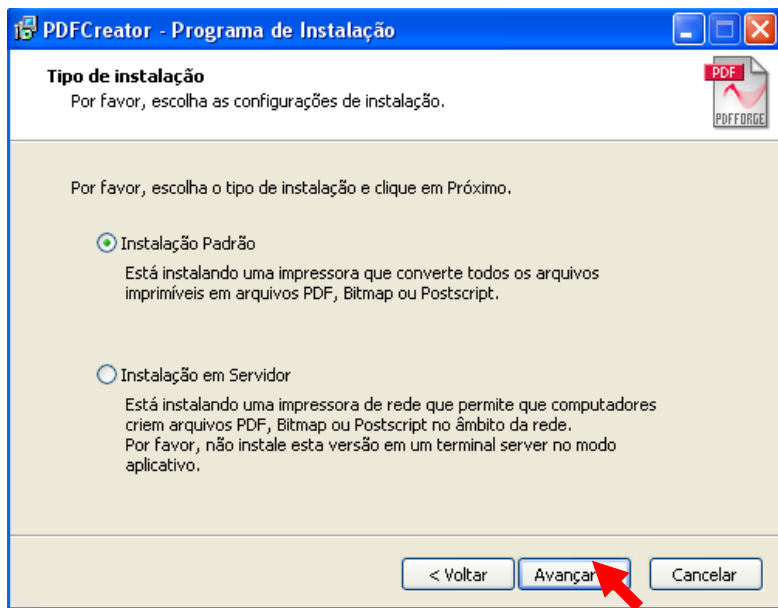 PDFCreator - Programa de Instalação
Tipo de instalação
Por favor, escolha as configurações de instalação.
PDF
PDFFORGE
Por favor, escolha o tipo de instalação e clique em Próximo.
Instalação Padrão
Está instalando uma impressora que converte todos os arquivos
imprimíveis em arquivos PDF, Bitmap ou Postscript.
Instalação em Servidor
Está instalando uma impressora de rede que permite que computadores
criem arquivos PDF, Bitmap ou Postscript no âmbito da rede.
Por favor, não instale esta versão em um terminal server no modo
aplicativo.
< Voltar
Avançar
Cancelar